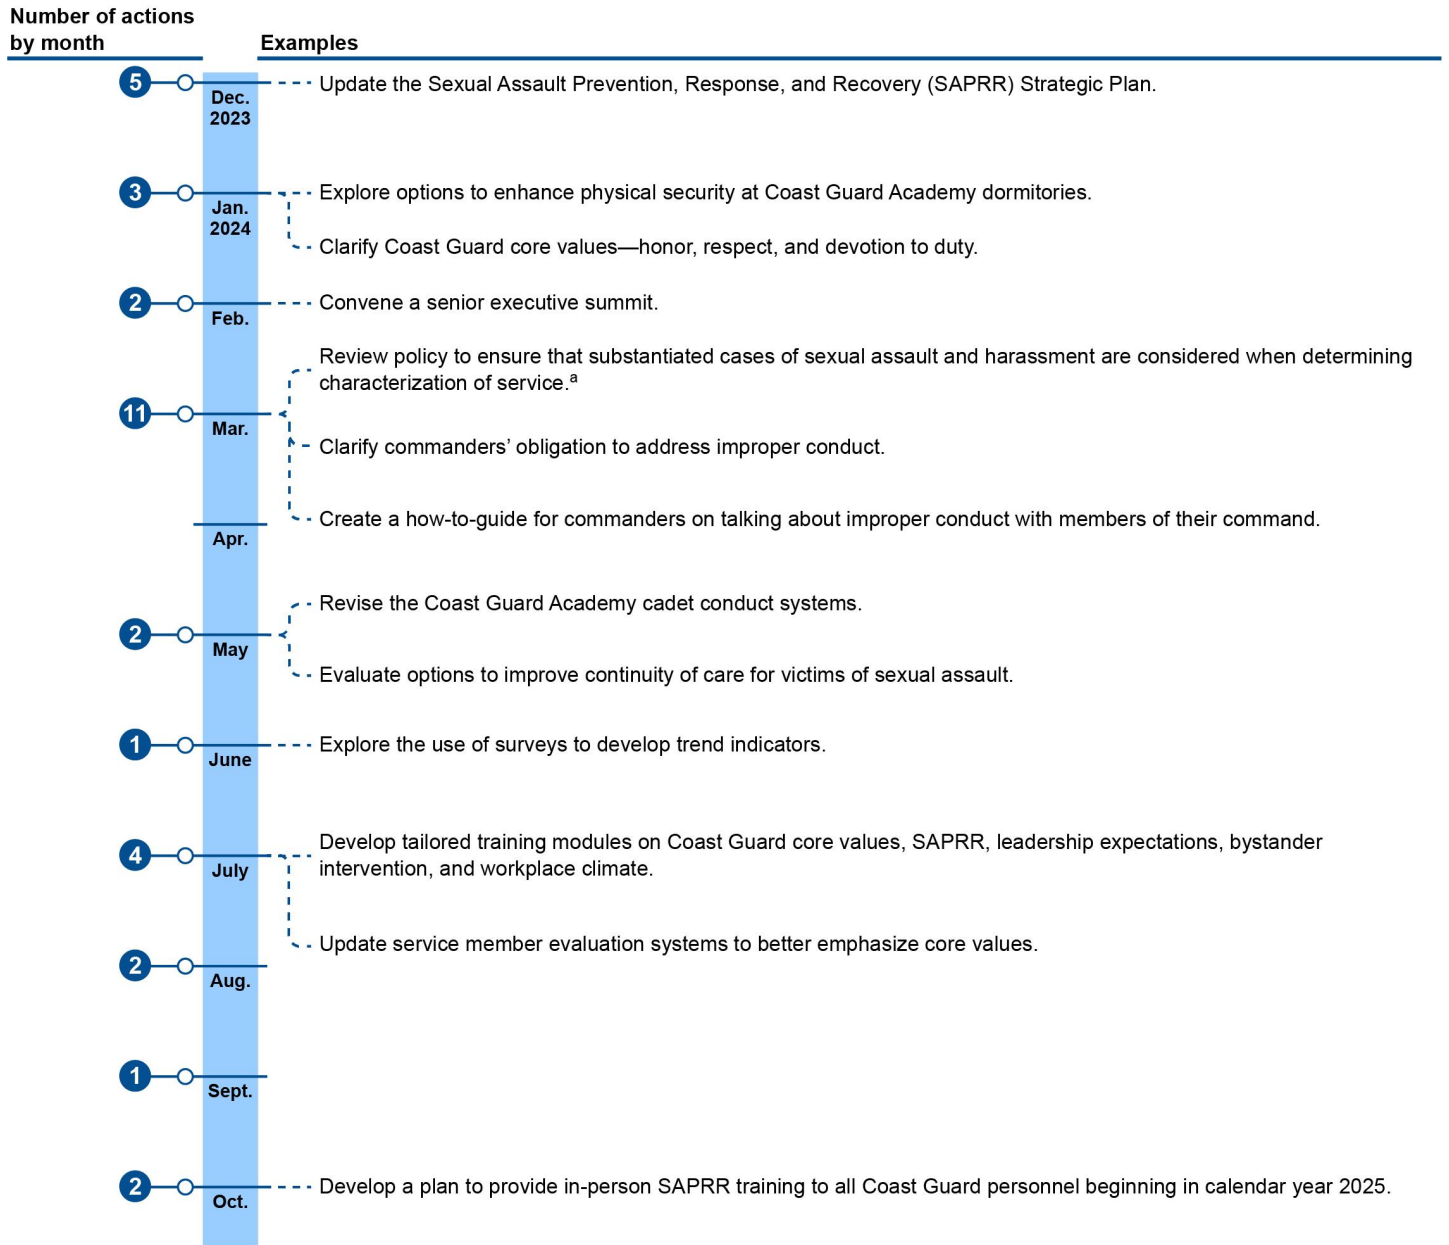 Number of actions
by month
Examples
5
Dec.
2023
Update the Sexual Assault Prevention, Response, and Recovery (SAPRR) Strategic Plan.
3
Jan.
2024
Explore options to enhance physical security at Coast Guard Academy dormitories.
Clarify Coast Guard core values—honor, respect, and devotion to duty.
2
Feb.
Convene a senior executive summit.
11
Mar.
Review policy to ensure that substantiated cases of sexual assault and harassment are considered when determining
characterization of service.ᵃ
Clarify commanders’ obligation to address improper conduct.
Create a how-to-guide for commanders on talking about improper conduct with members of their command.
Apr.
2
May
Revise the Coast Guard Academy cadet conduct systems.
Evaluate options to improve continuity of care for victims of sexual assault.
1
June
Explore the use of surveys to develop trend indicators.
4
July
Develop tailored training modules on Coast Guard core values, SAPRR, leadership expectations, bystander
intervention, and workplace climate.
Update service member evaluation systems to better emphasize core values.
2
Aug.
1
Sept.
2
Oct.
Develop a plan to provide in-person SAPRR training to all Coast Guard personnel beginning in calendar year 2025.